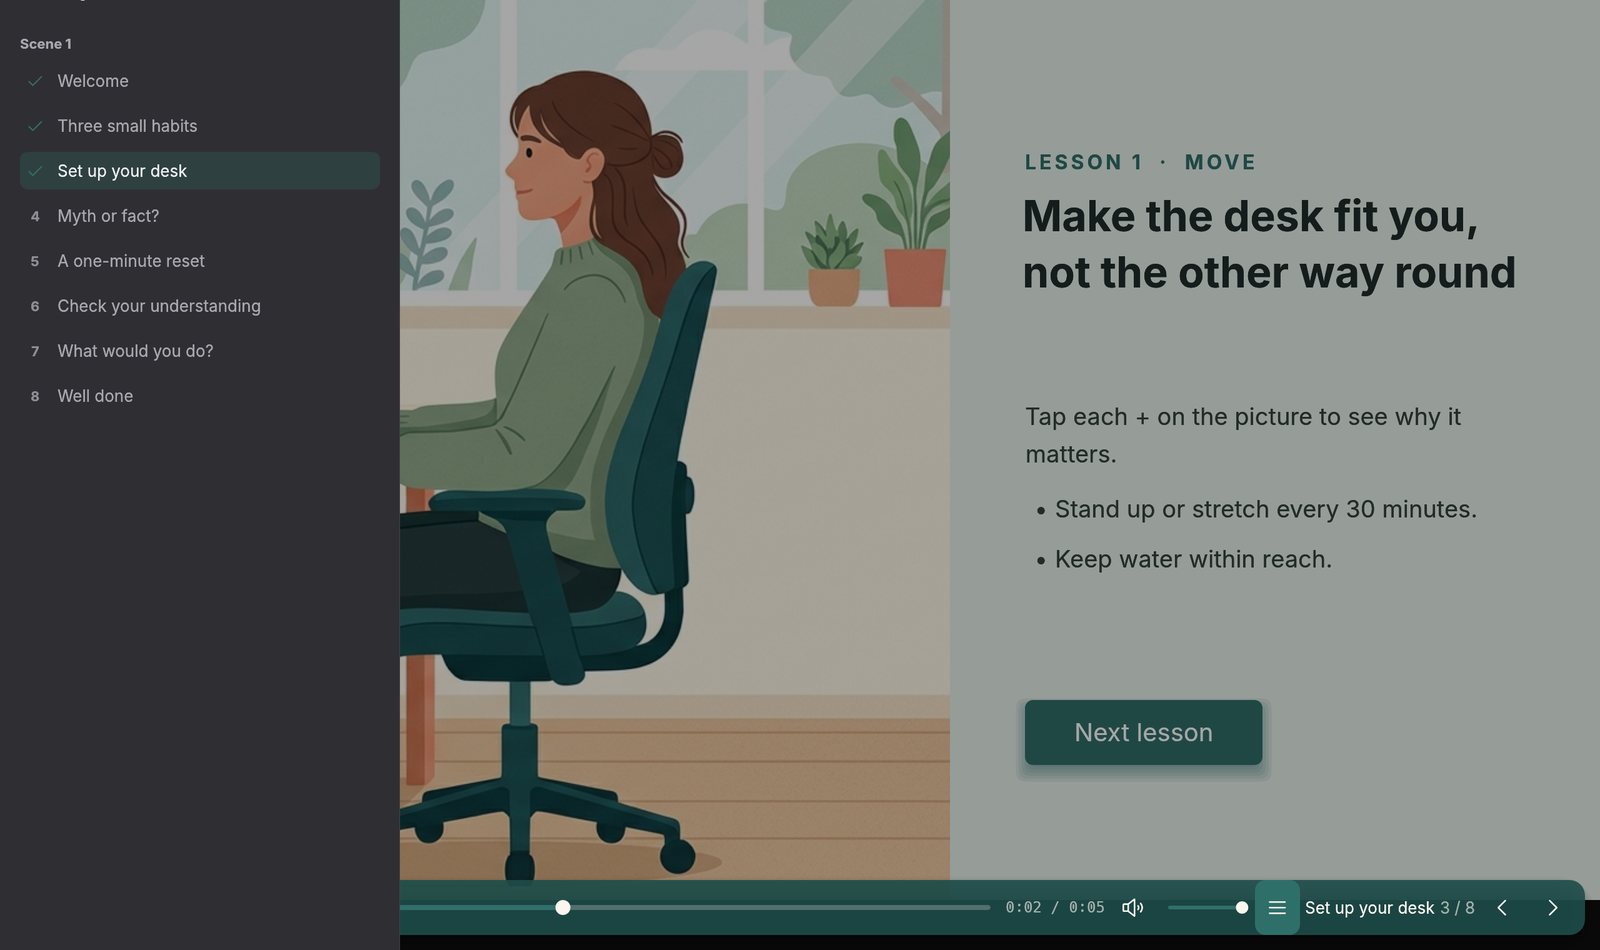 Scene 1
Welcome
Three small habits
Set up your desk
4 Myth or fact?
5 A one-minute reset
6 Check your understanding
7 What would you do?
8 Well done
LESSON 1 · MOVE
Make the desk fit you,
not the other way round
Tap each + on the picture to see why it
matters.
• Stand up or stretch every 30 minutes.
• Keep water within reach.
Next lesson
0:02 / 0:05
Set up your desk 3 / 8